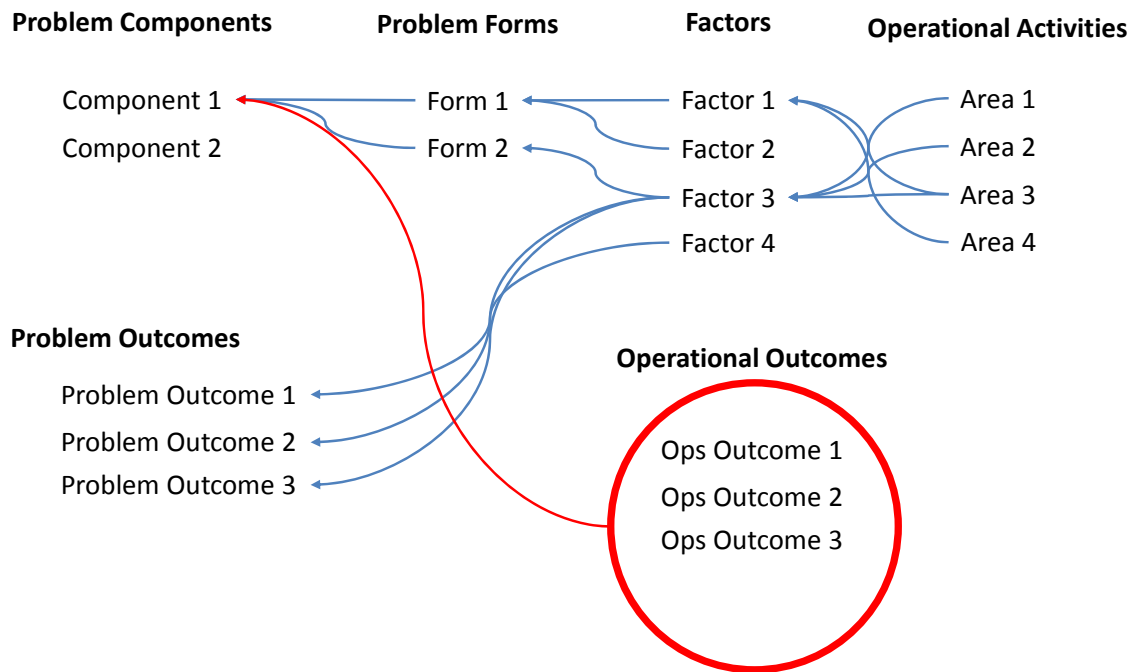 Problem Components
Problem Forms
Factors
Operational Activities
Component 1
Form 1
Factor 1
Area 1
Component 2
Form 2
Factor 2
Area 2
Factor 3
Area 3
Factor 4
Area 4
Problem Outcomes
Operational Outcomes
Problem Outcome 1
Problem Outcome 2
Problem Outcome 3
Ops Outcome 1
Ops Outcome 2
Ops Outcome 3